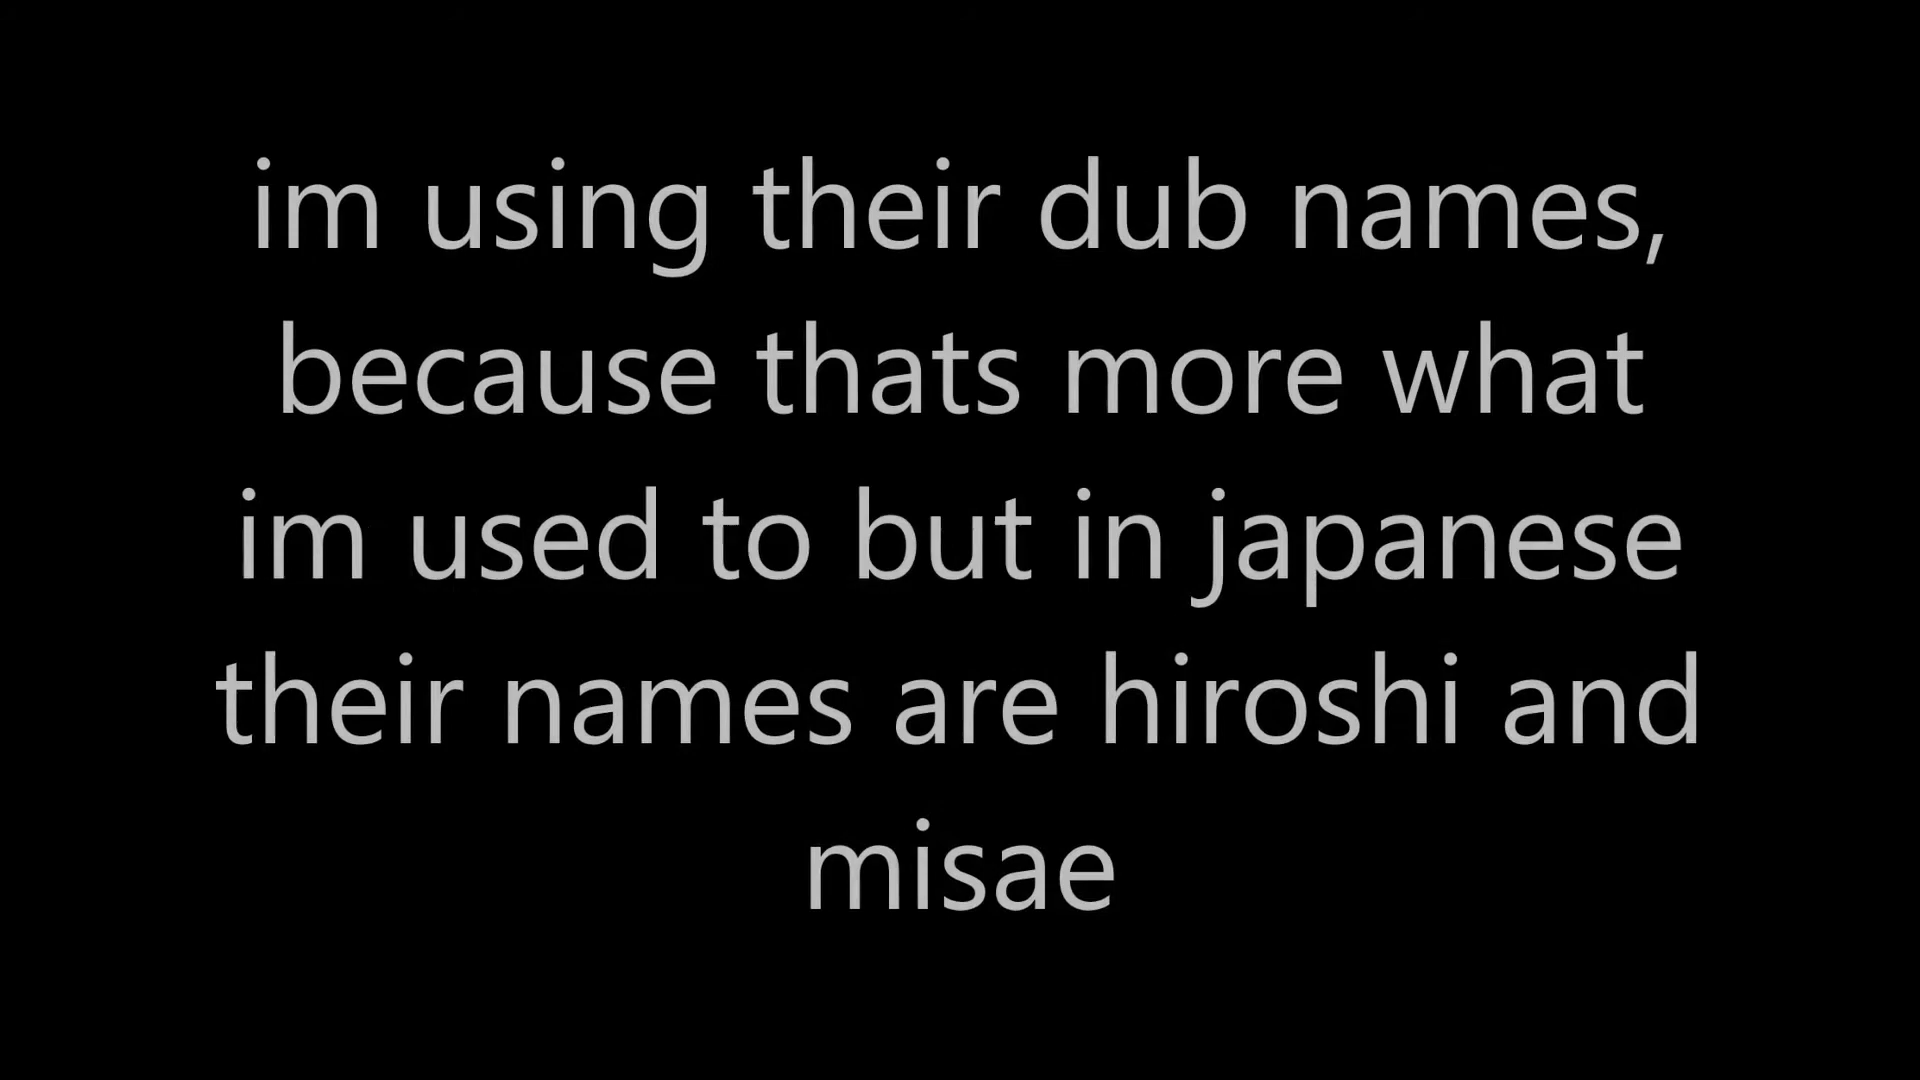 im using their dub names,
because thats more what
im used to but in japanese
their names are hiroshi and
misae